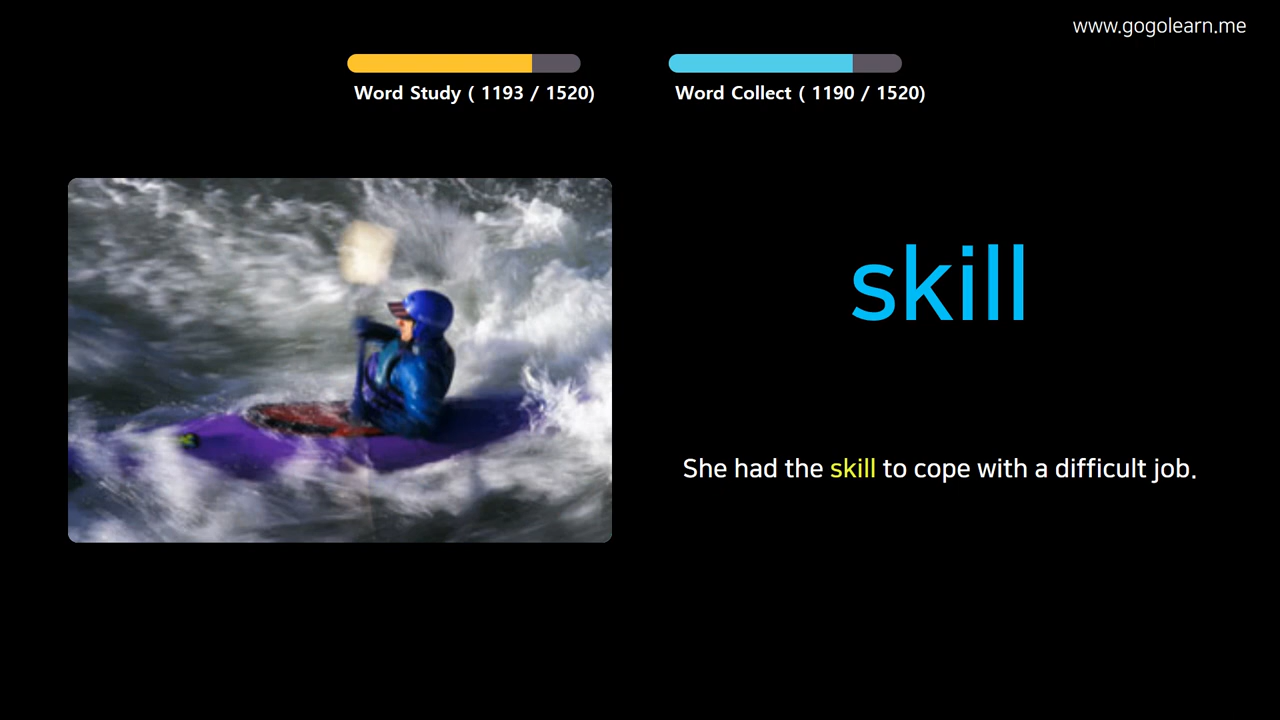 www.gogolearn.me
Word Study ( 1193 / 1520)
Word Collect ( 1190 / 1520)
skill
She had the skill to cope with a difficult job.